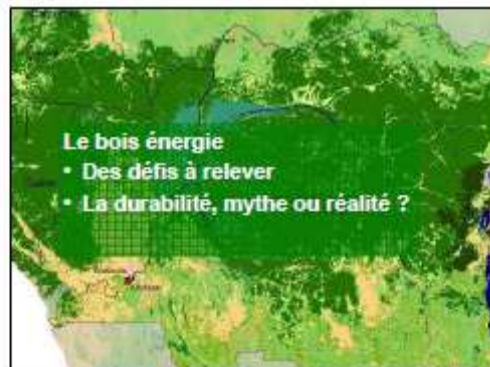 Le bois énergie
• Des défis à relever
• La durabilité, mythe ou réalité ?